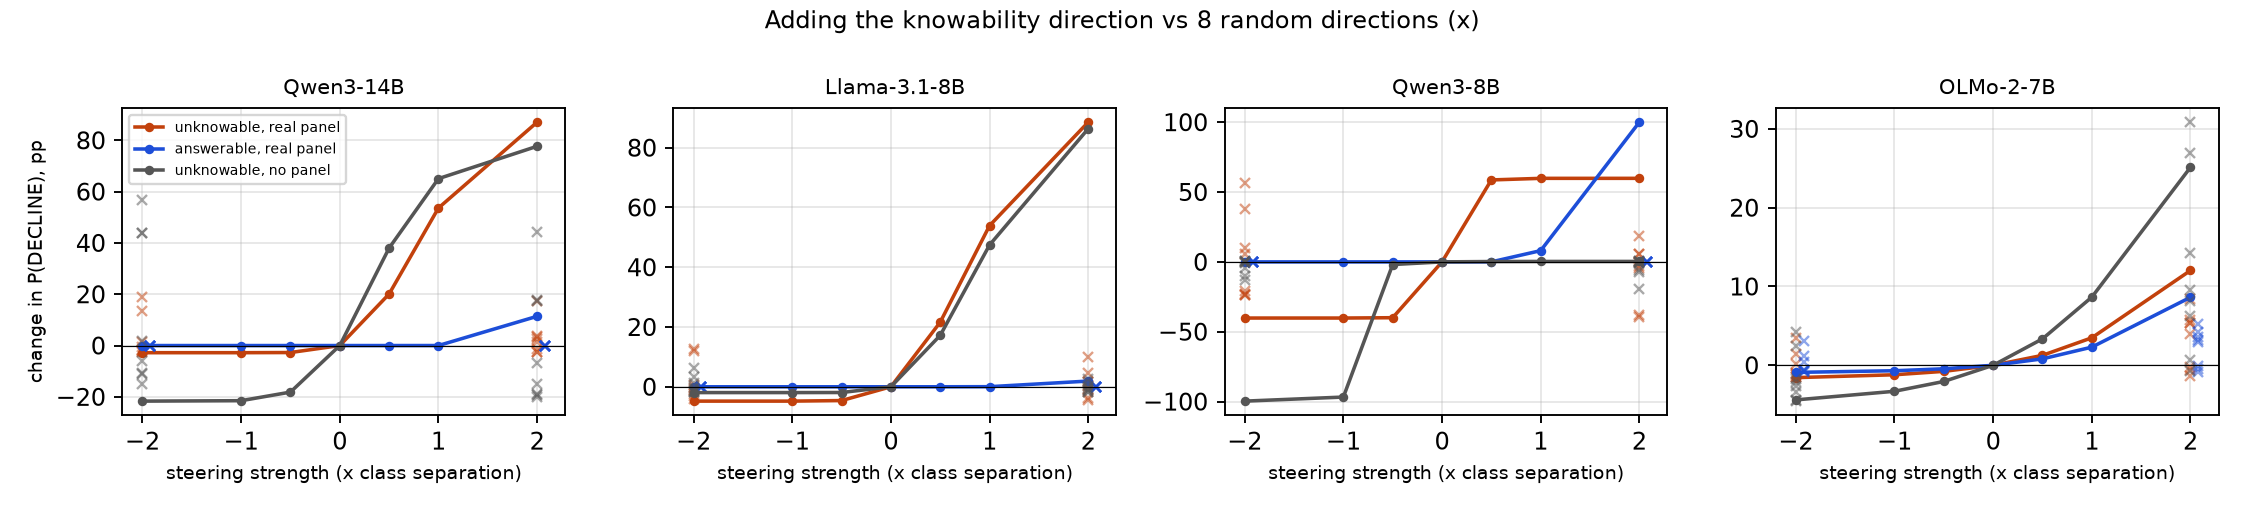 Adding the knowability direction vs 8 random directions (x)
Qwen3-14B
change in P(DECLINE), pp
80
60
40
20
0
−20
unknowable, real panel
answerable, real panel
unknowable, no panel
−2 −1 0 1 2
steering strength (x class separation)
Llama-3.1-8B
80
60
40
20
0
−2 −1 0 1 2
steering strength (x class separation)
Qwen3-8B
100
50
0
−50
−100
−2 −1 0 1 2
steering strength (x class separation)
OLMo-2-7B
30
20
10
0
−2 −1 0 1 2
steering strength (x class separation)